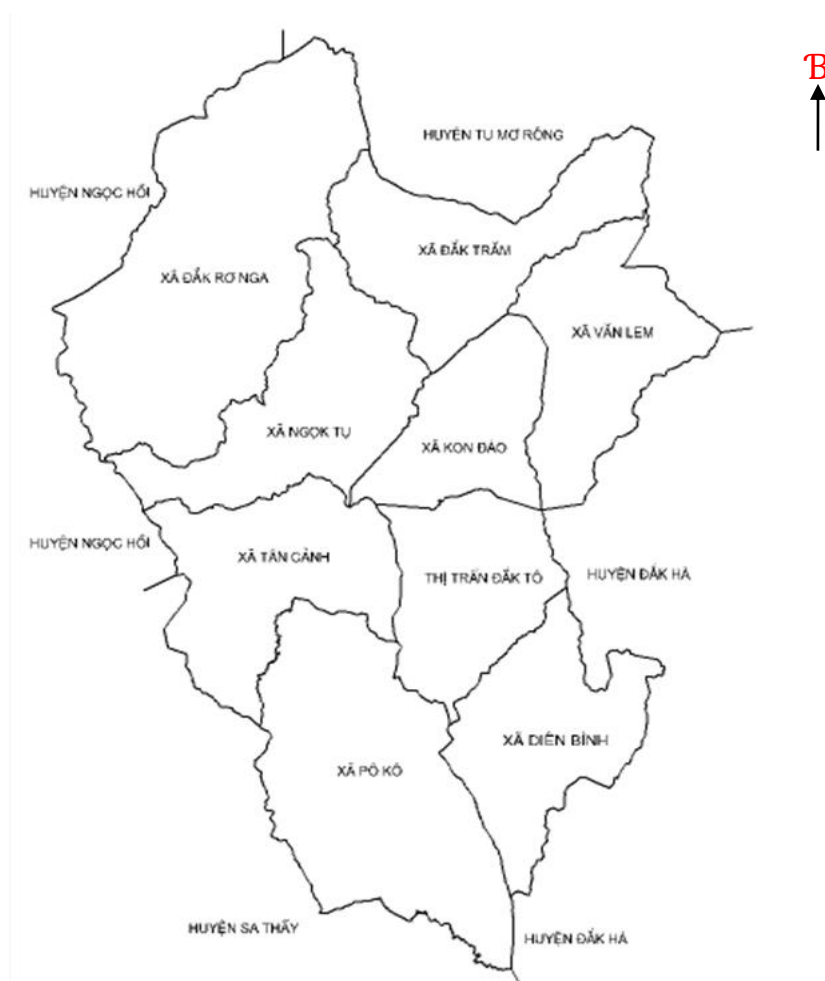 B
HUYỆN TU MƠ RÔNG
HUYỆN NGỌC HỒI
XÃ ĐẮK TRĂM
XÃ ĐẮK RƠ NGA
XÃ VĂN LEM
XÃ NGỌK TỤ
XÃ KON ĐÀO
HUYỆN NGỌC HỒI
XÃ TÂN CẢNH
THỊ TRẤN ĐẮK TÔ
HUYỆN ĐẮK HÀ
XÃ DIÊN BÌNH
XÃ PÔ KÔ
HUYỆN SA THẦY
HUYỆN ĐẮK HÀ